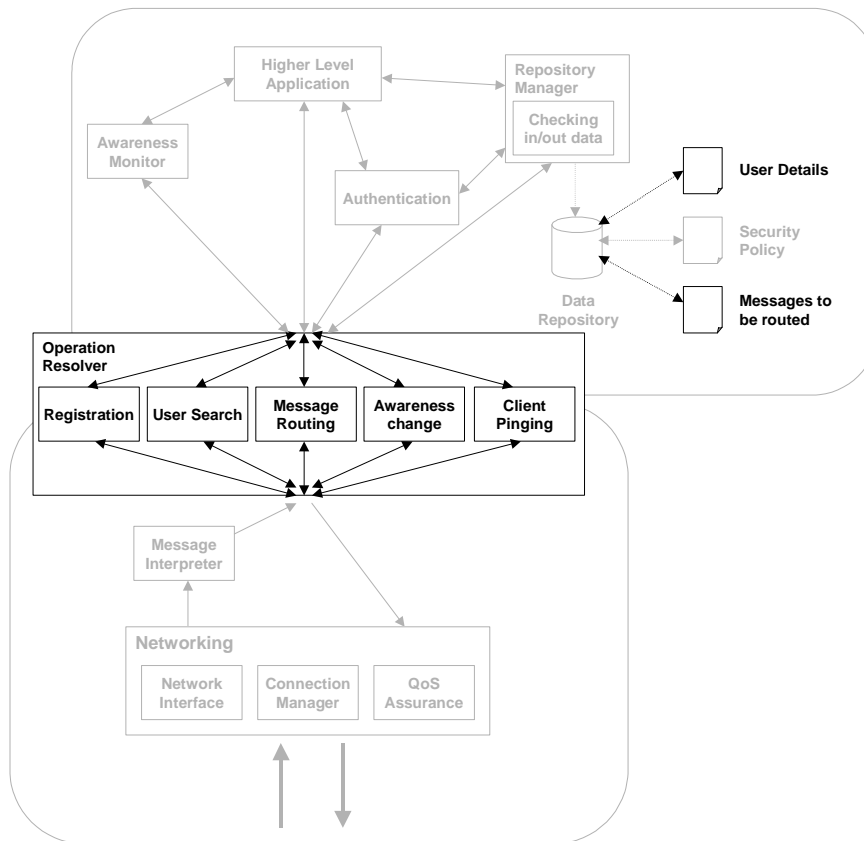 Higher Level
Application
Repository
Manager
Checking
in/out data
Awareness
Monitor
Authentication
User Details
Security
Policy
Data
Repository
Messages to
be routed
Operation
Resolver
Registration
User Search
Message
Routing
Awareness
change
Client
Pinging
Message
Interpreter
Networking
Network
Interface
Connection
Manager
QoS
Assurance